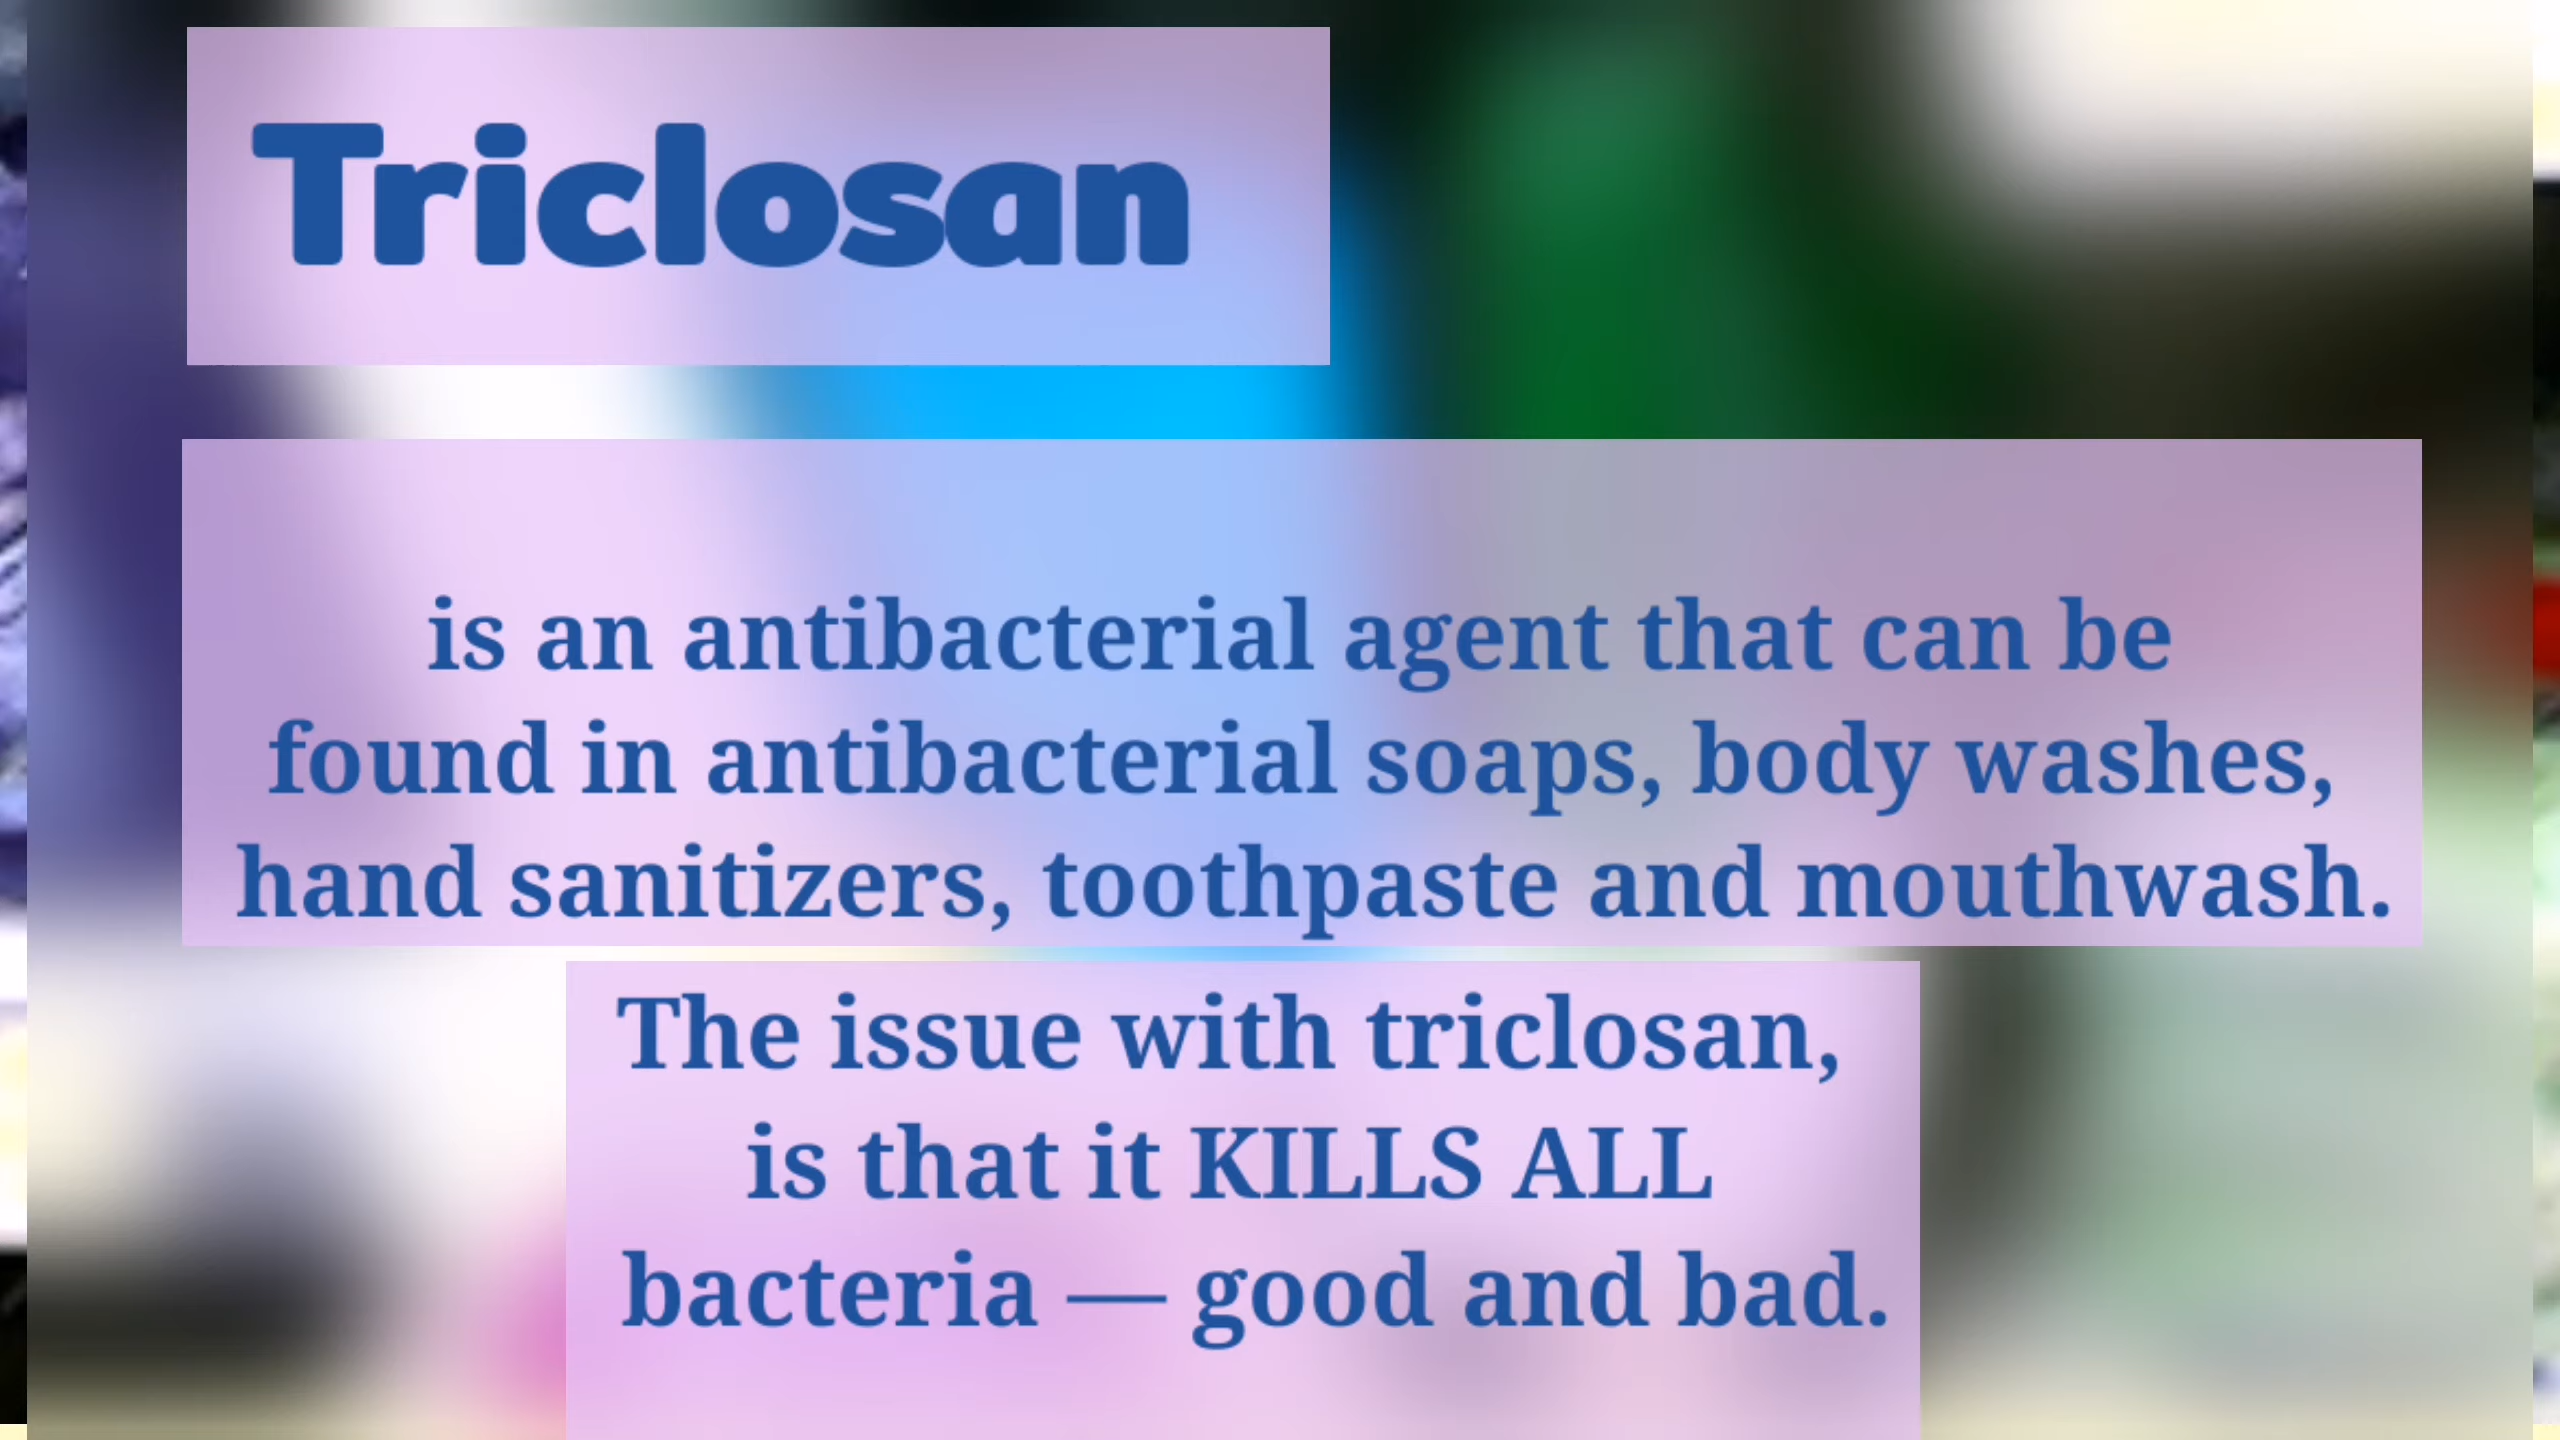 Triclosan
is an antibacterial agent that can be
found in antibacterial soaps, body washes,
hand sanitizers, toothpaste and mouthwash.
The issue with triclosan,
is that it KILLS ALL
bacteria — good and bad.